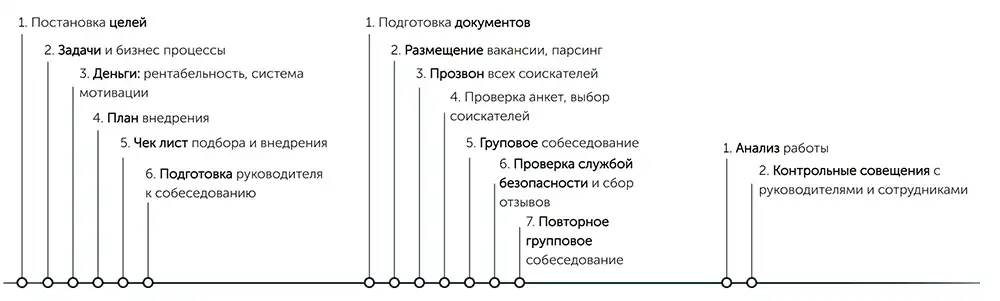 1. Постановка целей
2. Задачи и бизнес процессы
3. Деньги: рентабельность, система
мотивации
4. План внедрения
5. Чек лист подбора и внедрения
6. Подготовка руководителя
к собеседованию
1. Подготовка документов
2. Размещение вакансии, парсинг
3. Прозвон всех соискателей
4. Проверка анкет, выбор
соискателей
5. Груповое собеседование
6. Проверка службой
безопасности и сбор
отзывов
7. Повторное
групповое
собеседование
1. Анализ работы
2. Контрольные совещения с
руководителями и сотрудниками